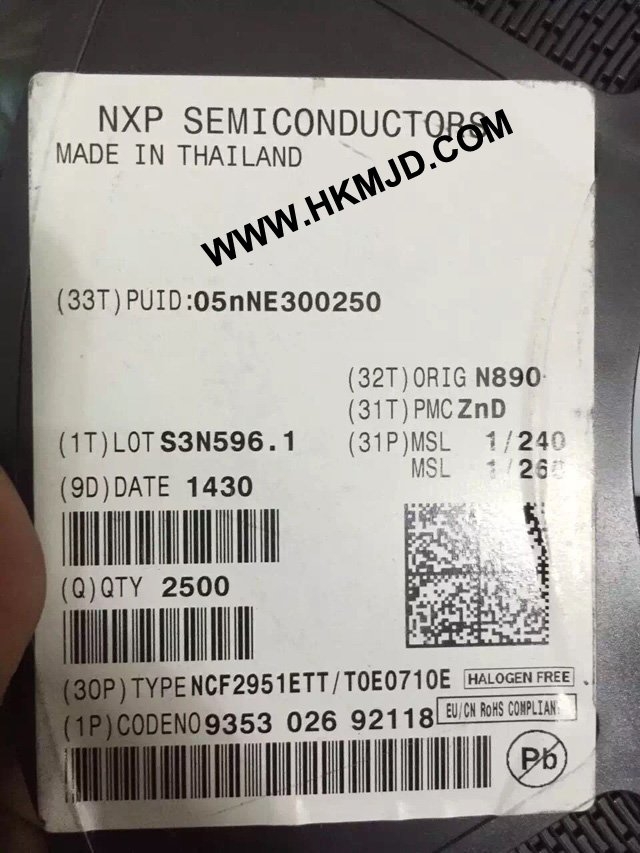 NXP SEMICONDUCTORS
MADE IN THAILAND
WWW.HKMJD.COM
(33T)PUID:05nNE300250
(32T)ORIG N890
(31T)PMC ZnD
(1T)LOT S3N596.1
(31P)MSL 1/240
MSL 1/260
(9D)DATE 1430
(Q)QTY 2500
(30P)TYPE NCF2951ETT/T0E0710E
HALOGEN FREE
(1P)CODENO 9353 026 92118
EU/CN RoHS COMPLIANT
Pb